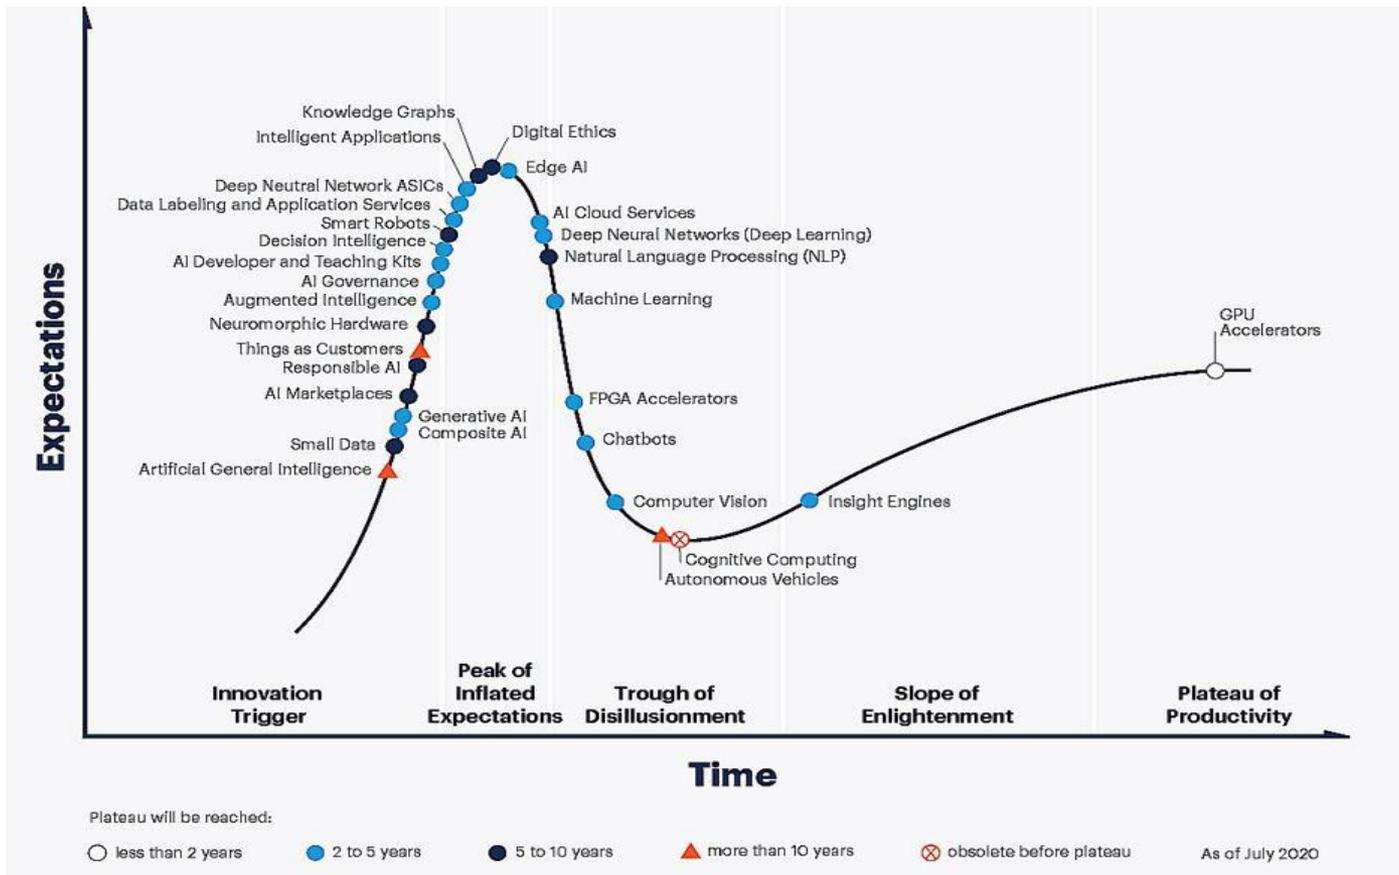 Knowledge Graphs
Digital Ethics
Intelligent Applications
Edge AI
Deep Neutral Network ASICs
Data Labeling and Application Services
AI Cloud Services
Smart Robots
Deep Neural Networks (Deep Learning)
Decision Intelligence
Natural Language Processing (NLP)
AI Developer and Teaching Kits
AI Governance
Augmented Intelligence
Machine Learning
Neuromorphic Hardware
GPU
Accelerators
Things as Customers
Responsible AI
AI Marketplaces
FPGA Accelerators
Generative AI
Composite AI
Small Data
Chatbots
Artificial General Intelligence
Computer Vision
Insight Engines
Cognitive Computing
Autonomous Vehicles
Expectations
Innovation
Trigger
Peak of
Inflated
Expectations
Trough of
Disillusionment
Slope of
Enlightenment
Plateau of
Productivity
Time
Plateau will be reached:
less than 2 years
2 to 5 years
5 to 10 years
more than 10 years
obsolete before plateau
As of July 2020